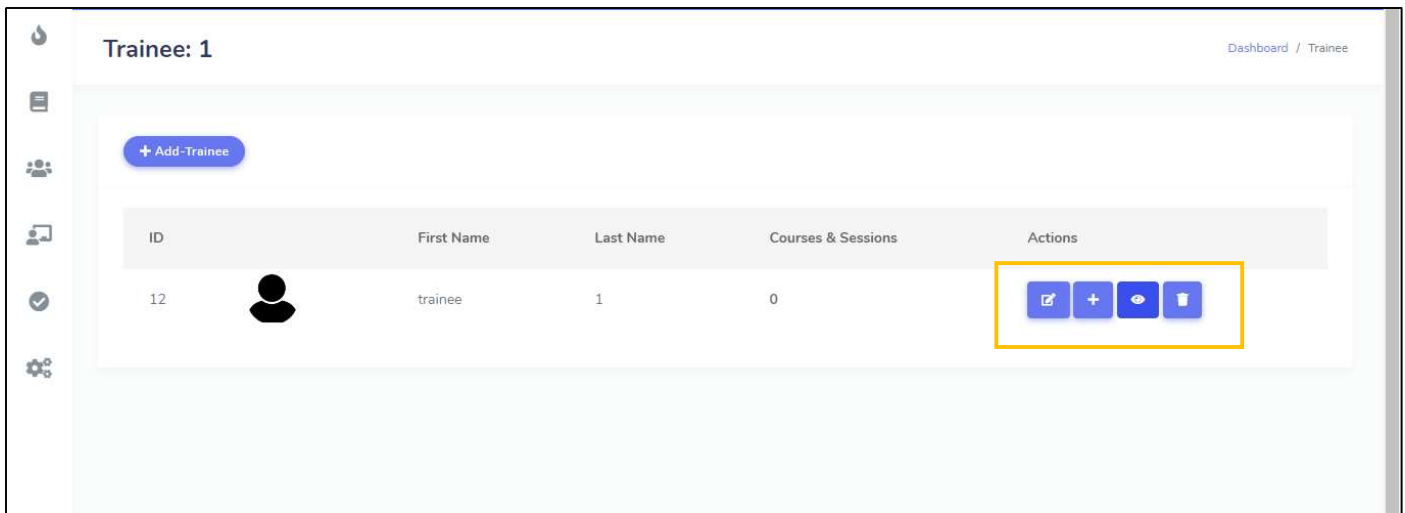 Trainee: 1
Dashboard / Trainee
+ Add-Trainee
ID First Name Last Name Courses & Sessions Actions
12 trainee 1 0